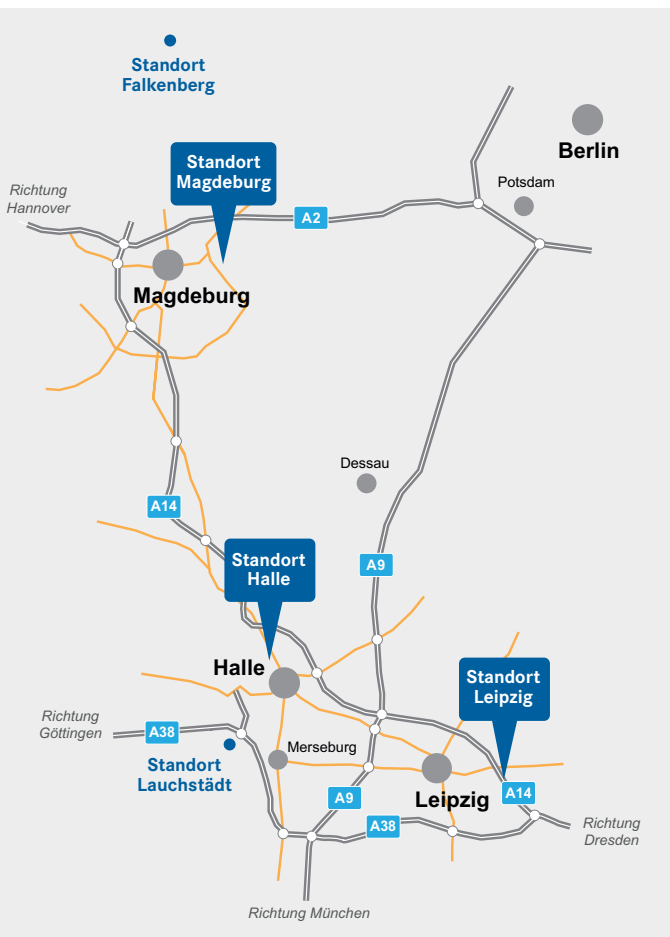 Standort
Falkenberg
Berlin
Standort
Magdeburg
Potsdam
Richtung
Hannover
A2
Magdeburg
Dessau
A14
Standort
Halle
A9
Halle
Standort
Leipzig
Richtung
Göttingen
A38
Merseburg
Standort
Lauchstädt
A9
Leipzig
A14
A38
Richtung
Dresden
Richtung München